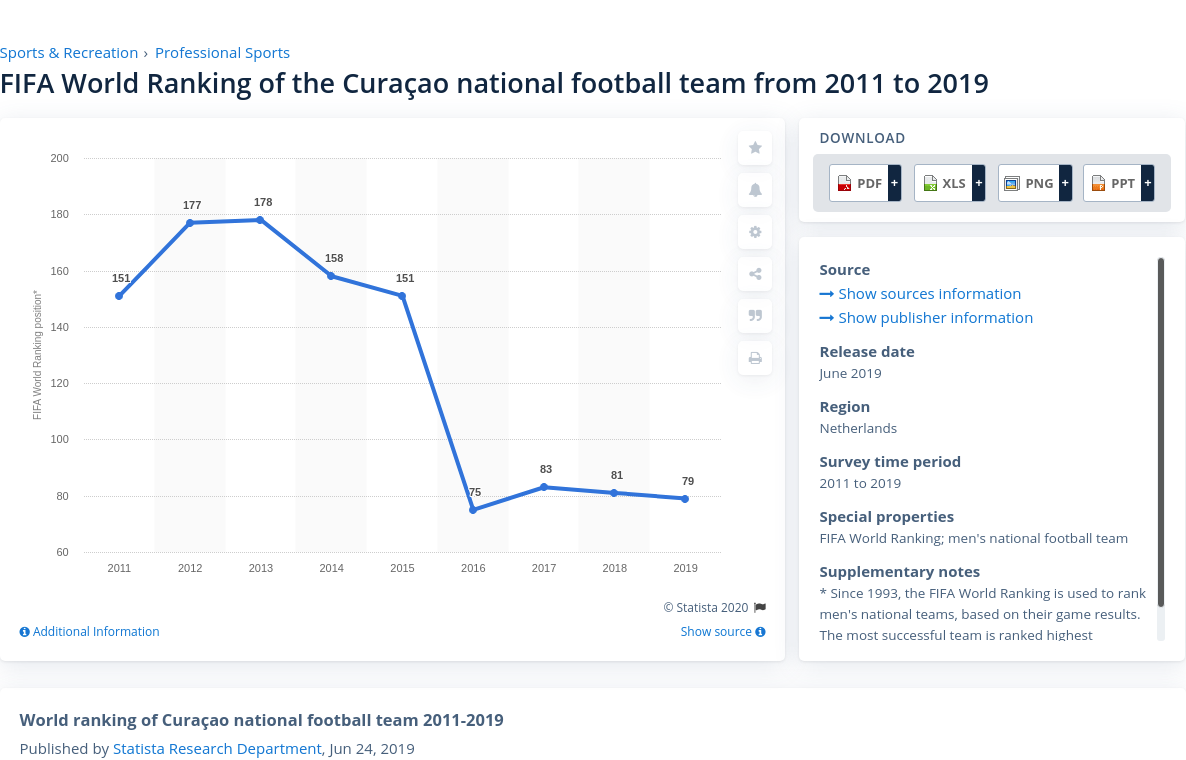 Sports & Recreation › Professional Sports
FIFA World Ranking of the Curaçao national football team from 2011 to 2019
200
180
160
140
120
100
80
60
FIFA World Ranking position*
151
177
178
158
151
75
83
81
79
2011 2012 2013 2014 2015 2016 2017 2018 2019
© Statista 2020
Additional Information
Show source
DOWNLOAD
PDF + XLS + PNG + PPT +
Source
Show sources information
Show publisher information
Release date
June 2019
Region
Netherlands
Survey time period
2011 to 2019
Special properties
FIFA World Ranking; men's national football team
Supplementary notes
* Since 1993, the FIFA World Ranking is used to rank
men's national teams, based on their game results.
The most successful team is ranked highest
World ranking of Curaçao national football team 2011-2019
Published by Statista Research Department, Jun 24, 2019